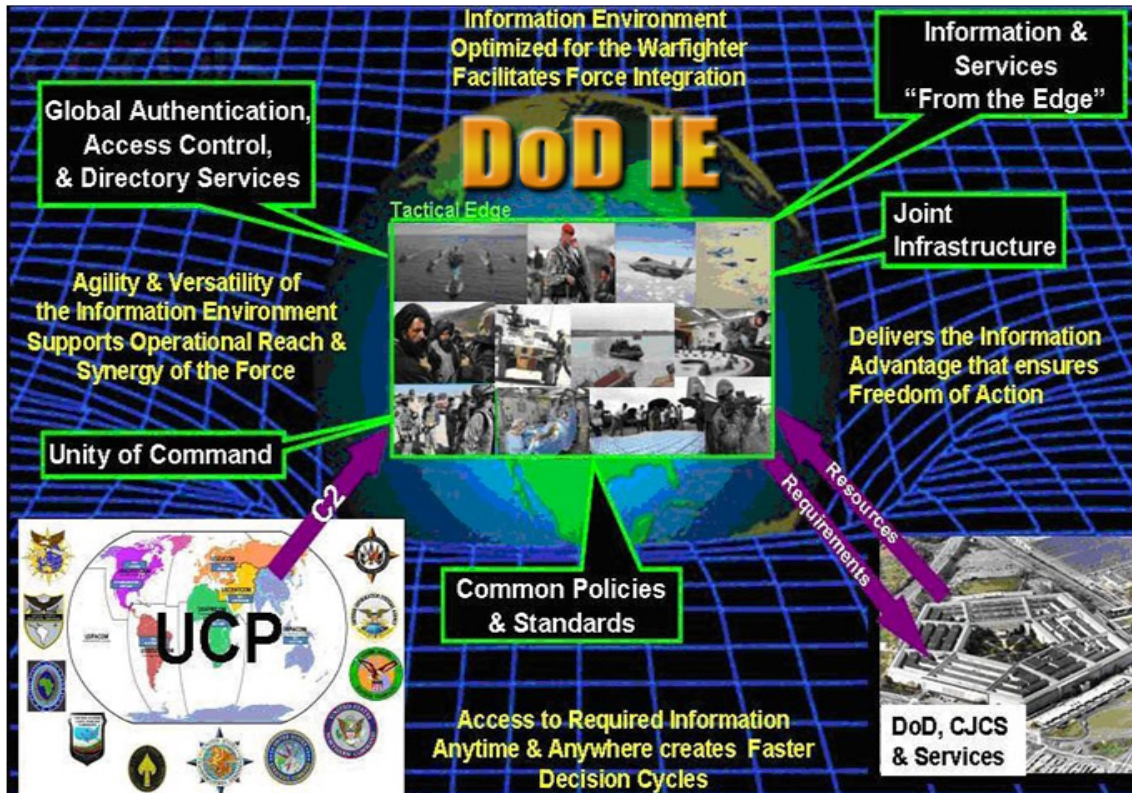 Information Environment
Optimized for the Warfighter
Facilitates Force Integration
Information &
Services
“From the Edge”
Global Authentication,
Access Control,
& Directory Services
DoD IE
Tactical Edge
Joint
Infrastructure
Agility & Versatility of
the Information Environment
Supports Operational Reach &
Synergy of the Force
Delivers the Information
Advantage that ensures
Freedom of Action
Unity of Command
C2
Resources
Requirements
Common Policies
& Standards
UCP
Access to Required Information
Anytime & Anywhere creates Faster
Decision Cycles
DoD, CJCS
& Services